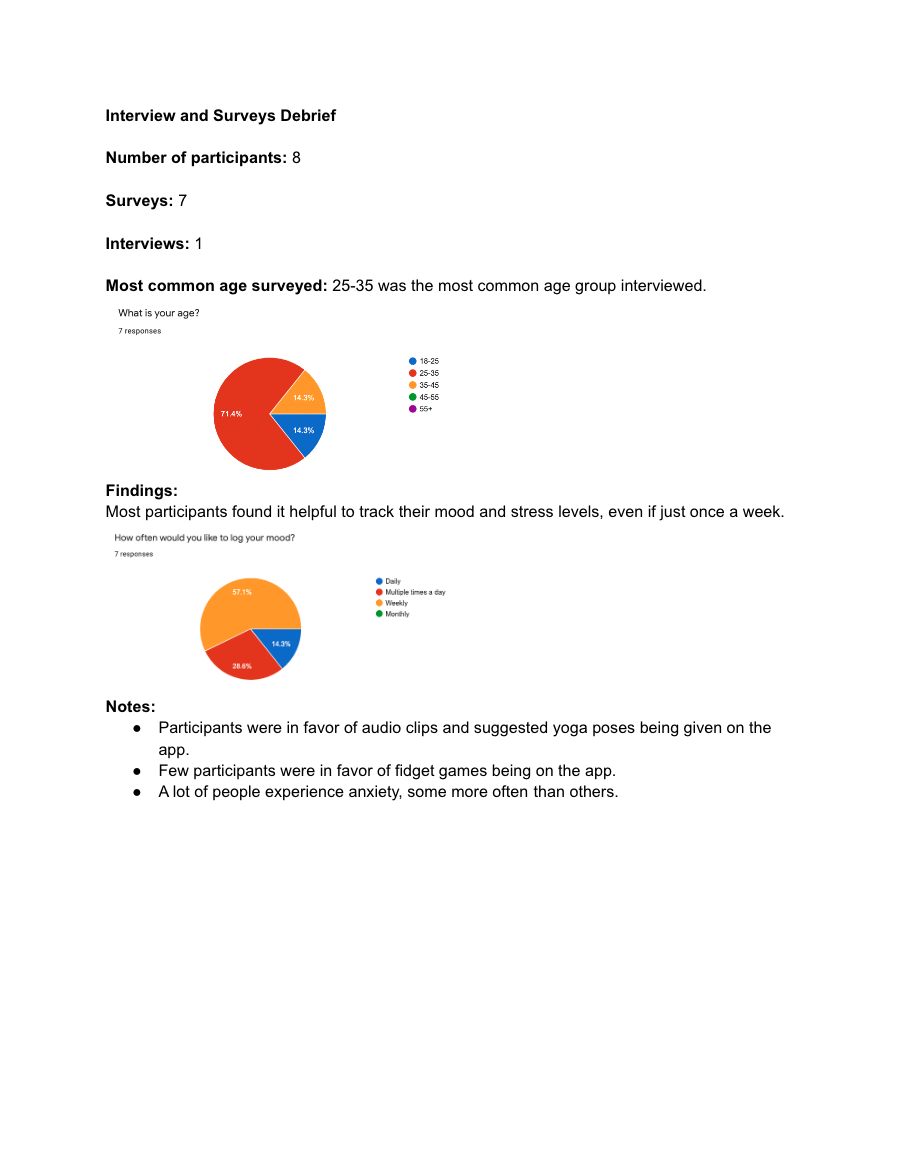 Interview and Surveys Debrief
Number of participants: 8
Surveys: 7
Interviews: 1
Most common age surveyed: 25-35 was the most common age group interviewed.
What is your age?
7 responses
18-25
25-35
35-45
45-55
55+
71.4%
14.3%
14.3%
Findings:
Most participants found it helpful to track their mood and stress levels, even if just once a week.
How often would you like to log your mood?
7 responses
Daily
Multiple times a day
Weekly
Monthly
57.1%
14.3%
28.6%
Notes:
● Participants were in favor of audio clips and suggested yoga poses being given on the
app.
● Few participants were in favor of fidget games being on the app.
● A lot of people experience anxiety, some more often than others.